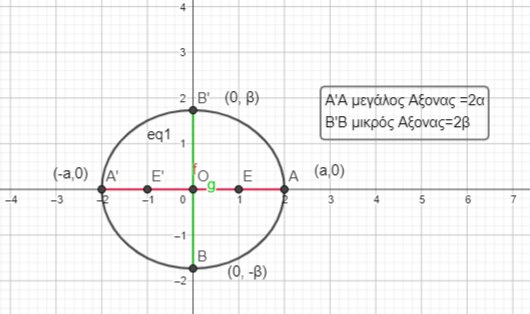 4
3
2
B' (0, β)
A'A μεγάλος Αξονας =2α
B'B μικρός Αξονας=2β
eq1
1
(-a,0) A' E' f O g E A (a,0)
-4 -3 -2 -1 0 1 2 3 4 5 6 7
-1
B
(0, -β)
-2